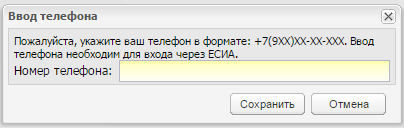 Ввод телефона
Пожалуйста, укажите ваш телефон в формате: +7(9XX)XX-XX-XXX. Ввод
телефона необходим для входа через ЕСИА.
Номер телефона:
Сохранить Отмена